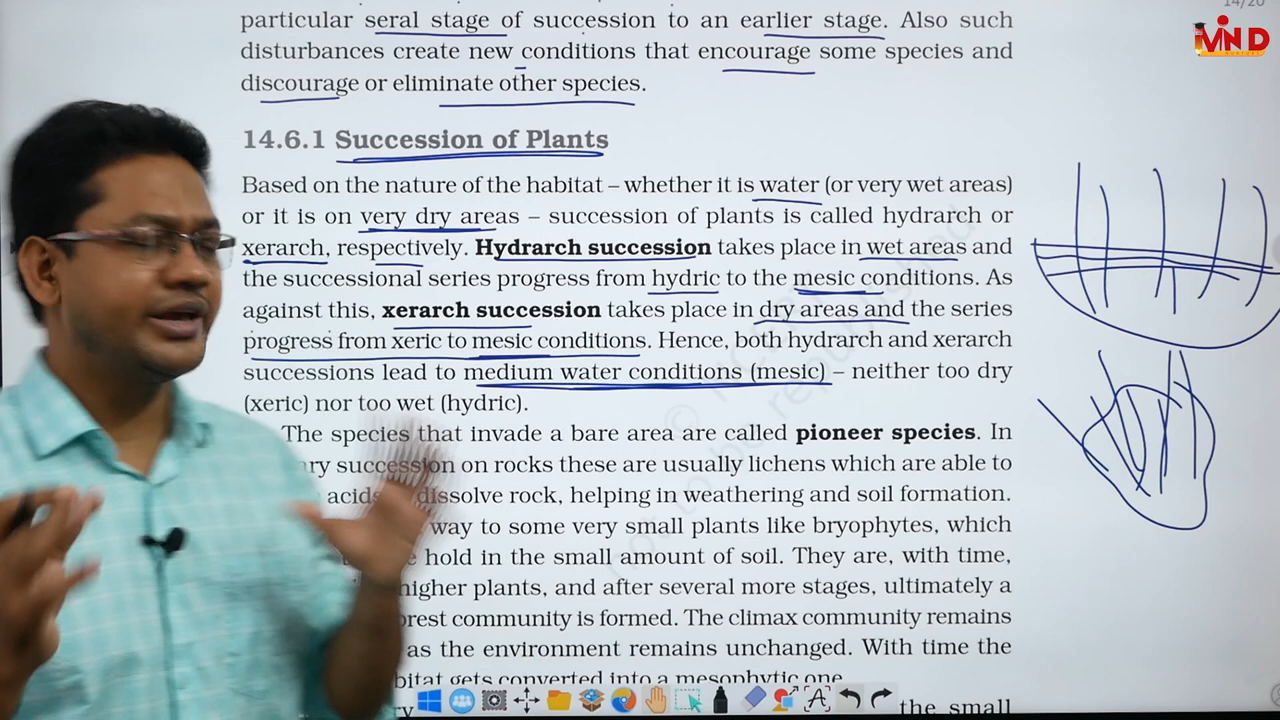 14/20
particular seral stage of succession to an earlier stage. Also such
disturbances create new conditions that encourage some species and
discourage or eliminate other species.
14.6.1 Succession of Plants
Based on the nature of the habitat – whether it is water (or very wet areas)
or it is on very dry areas – succession of plants is called hydrarch or
xerarch, respectively. Hydrarch succession takes place in wet areas and
the successional series progress from hydric to the mesic conditions. As
against this, xerarch succession takes place in dry areas and the series
progress from xeric to mesic conditions. Hence, both hydrarch and xerarch
successions lead to medium water conditions (mesic) – neither too dry
(xeric) nor too wet (hydric).
The species that invade a bare area are called pioneer species. In
succession on rocks these are usually lichens which are able to
acids dissolve rock, helping in weathering and soil formation.
way to some very small plants like bryophytes, which
hold in the small amount of soil. They are, with time,
higher plants, and after several more stages, ultimately a
community is formed. The climax community remains
as the environment remains unchanged. With time the
gets converted into a mesophytic one
the small
MIND